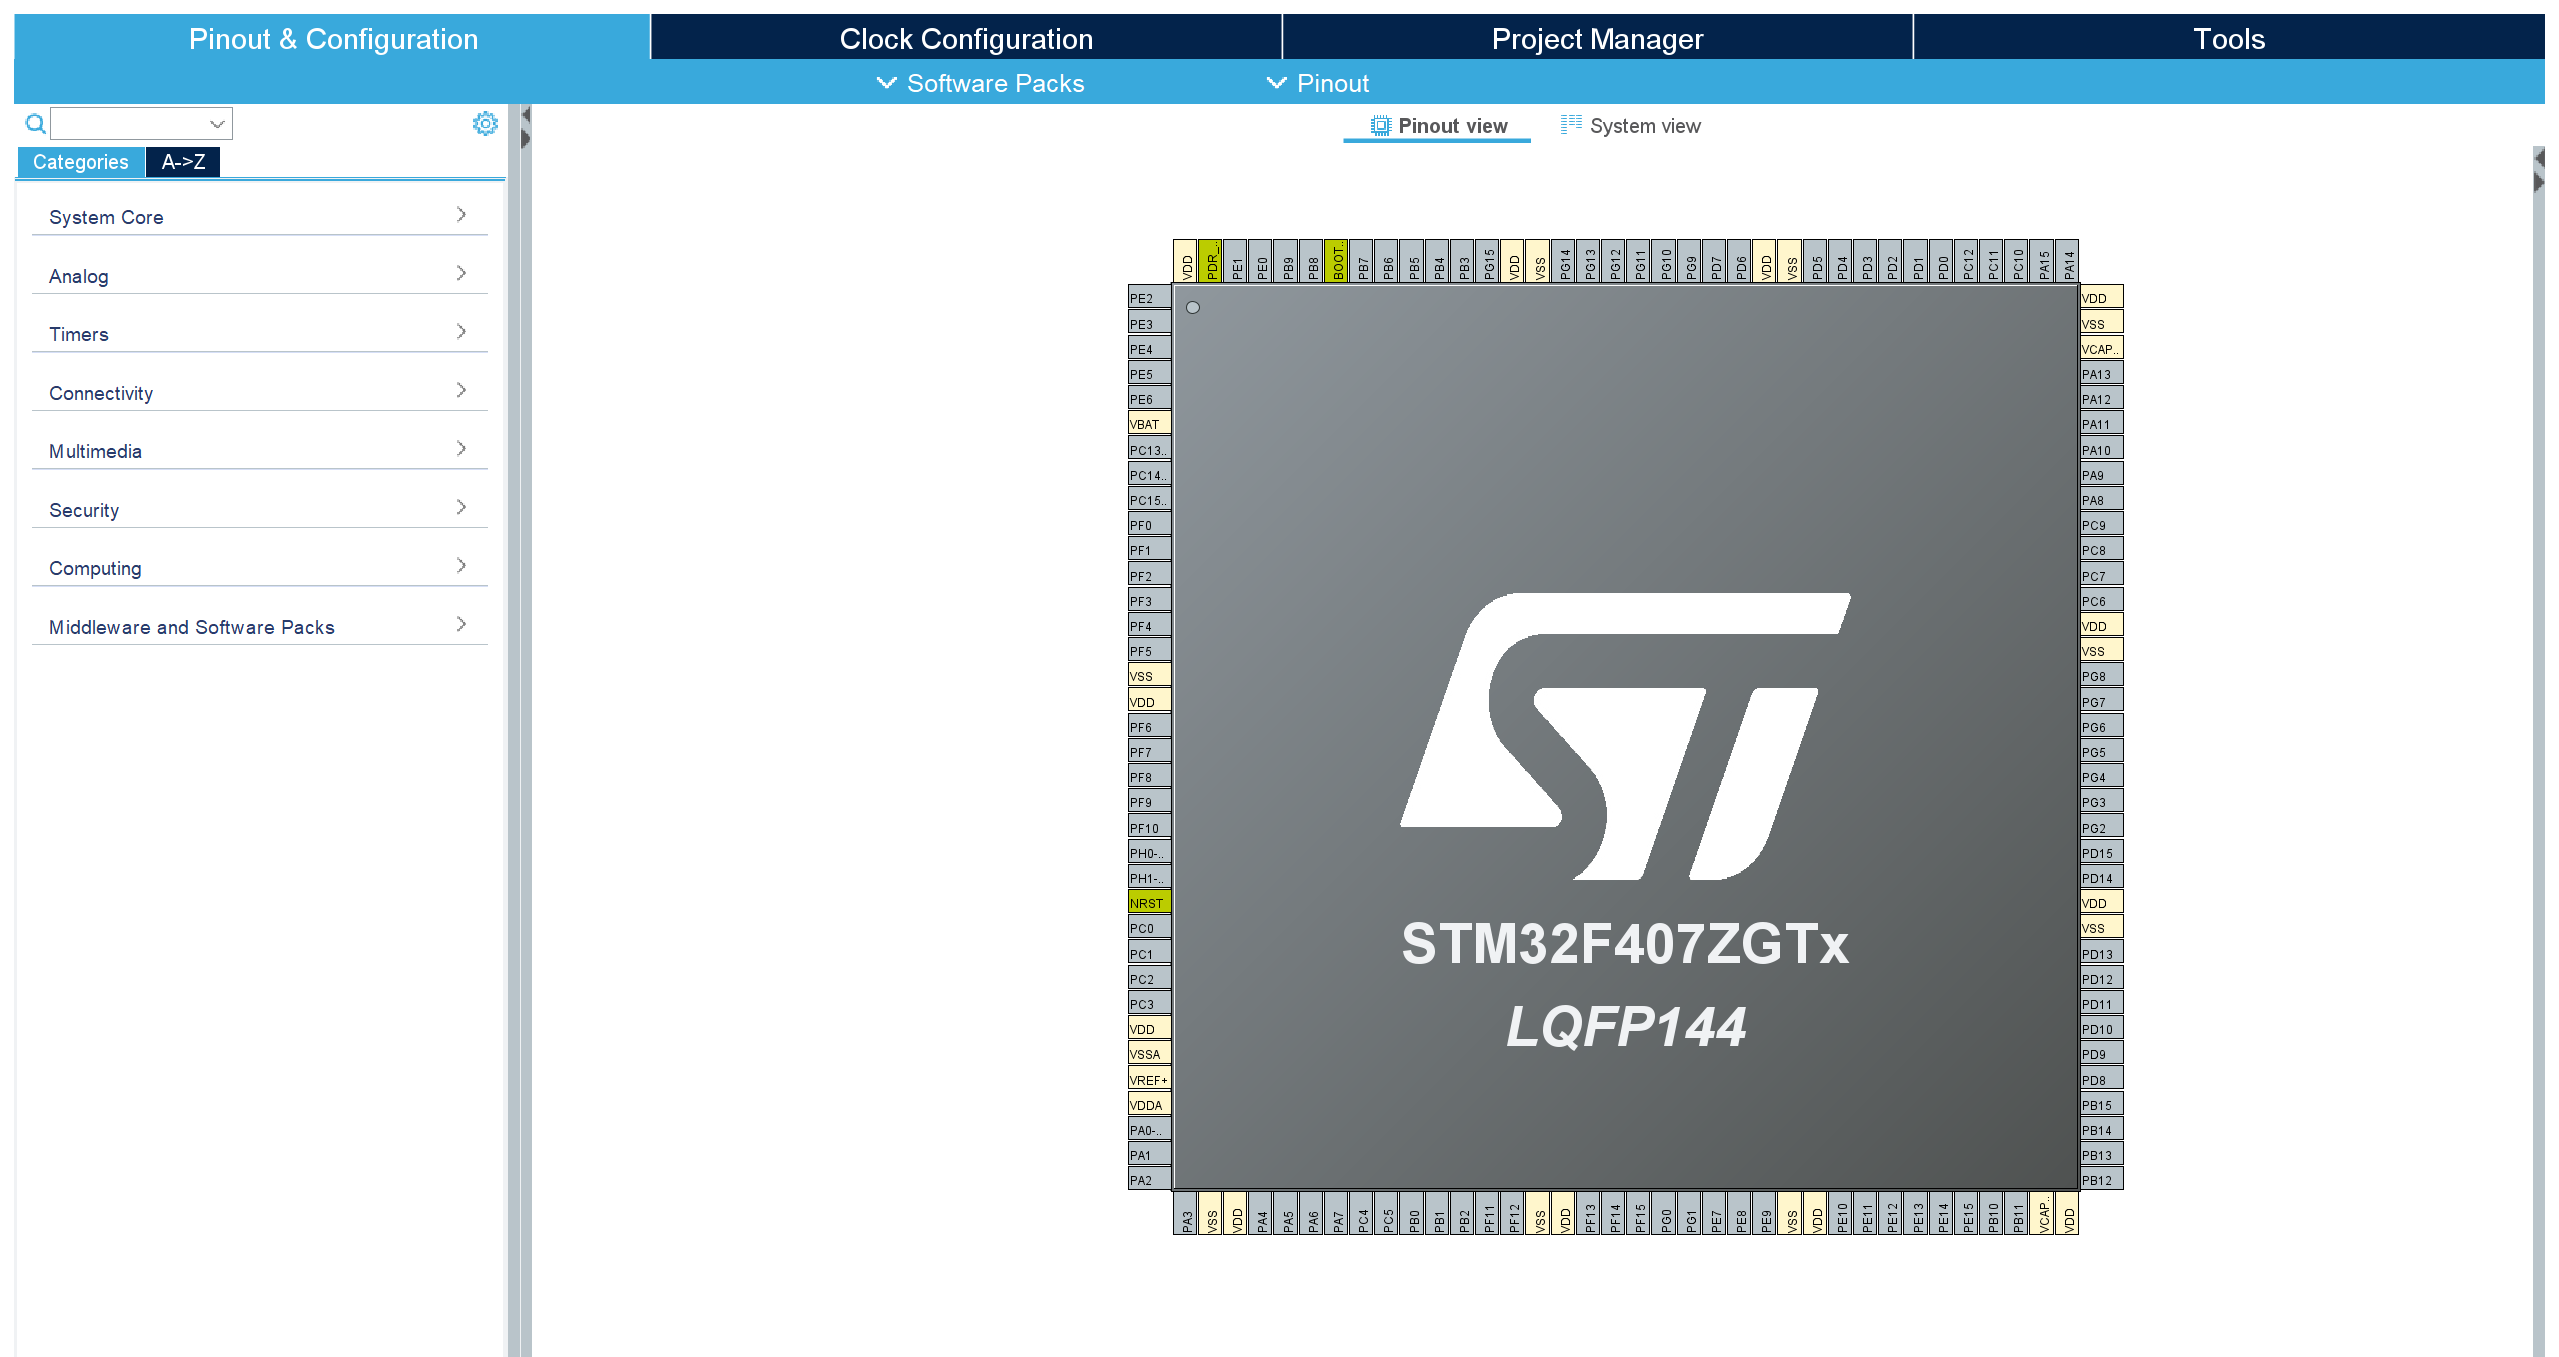 Pinout & Configuration
Clock Configuration
Project Manager
Tools
Software Packs
Pinout
Pinout view
System view
Categories
A->Z
System Core
Analog
Timers
Connectivity
Multimedia
Security
Computing
Middleware and Software Packs
VDD
PDR_..
PE1
PE0
PB9
PB8
BOOT..
PB7
PB6
PB5
PB4
PB3
PG15
VDD
VSS
PG14
PG13
PG12
PG11
PG10
PG9
PD7
PD6
VDD
VSS
PD5
PD4
PD3
PD2
PD1
PD0
PC12
PC11
PC10
PA15
PA14
PE2
PE3
PE4
PE5
PE6
VBAT
PC13..
PC14..
PC15..
PF0
PF1
PF2
PF3
PF4
PF5
VSS
VDD
PF6
PF7
PF8
PF9
PF10
PH0-..
PH1-..
NRST
PC0
PC1
PC2
PC3
VDD
VSSA
VREF+
VDDA
PA0-..
PA1
PA2
ST
STM32F407ZGTx
LQFP144
VDD
VSS
VCAP..
PA13
PA12
PA11
PA10
PA9
PA8
PC9
PC8
PC7
PC6
VDD
VSS
PG8
PG7
PG6
PG5
PG4
PG3
PG2
PD15
PD14
VDD
VSS
PD13
PD12
PD11
PD10
PD9
PD8
PB15
PB14
PB13
PB12
PA3
VSS
VDD
PA4
PA5
PA6
PA7
PC4
PC5
PB0
PB1
PB2
PF11
PF12
VSS
VDD
PF13
PF14
PF15
PG0
PG1
PE7
PE8
PE9
VSS
VDD
PE10
PE11
PE12
PE13
PE14
PE15
PB10
PB11
VCAP..
VDD